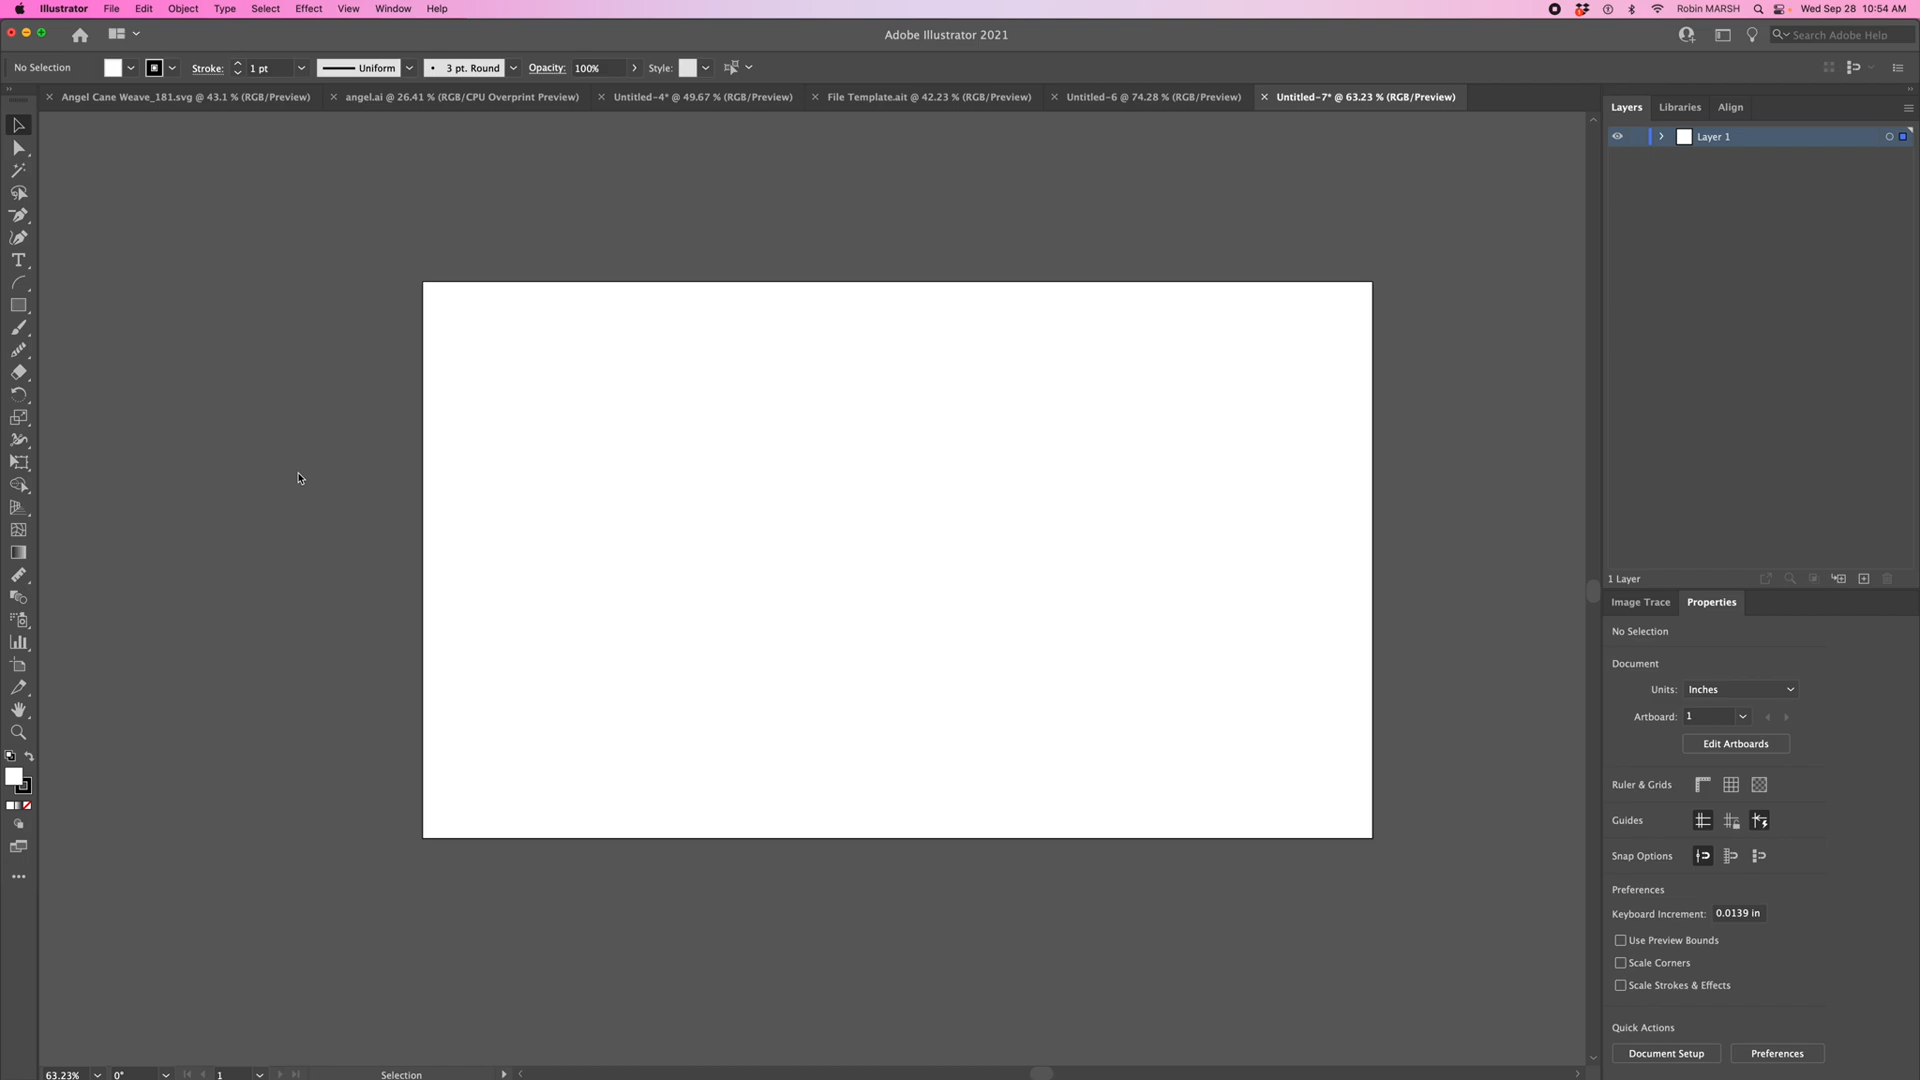 Illustrator File Edit Object Type Select Effect View Window Help Robin MARSH Wed Sep 28 10:54 AM
Adobe Illustrator 2021 Search Adobe Help
No Selection Stroke: 1 pt Uniform 3 pt. Round Opacity: 100% Style:
Angel Cane Weave_181.svg @ 43.1 % (RGB/Preview) angel.ai @ 26.41 % (RGB/CPU Overprint Preview) Untitled-4* @ 49.67 % (RGB/Preview) File Template.ait @ 42.23 % (RGB/Preview) Untitled-6 @ 74.28 % (RGB/Preview) Untitled-7* @ 63.23 % (RGB/Preview)
Layers Libraries Align
Layer 1
1 Layer
Image Trace Properties
No Selection
Document
Units: Inches
Artboard: 1
Edit Artboards
Ruler & Grids
Guides
Snap Options
Preferences
Keyboard Increment: 0.0139 in
Use Preview Bounds
Scale Corners
Scale Strokes & Effects
Quick Actions
Document Setup Preferences
63.23% 0° 1 Selection